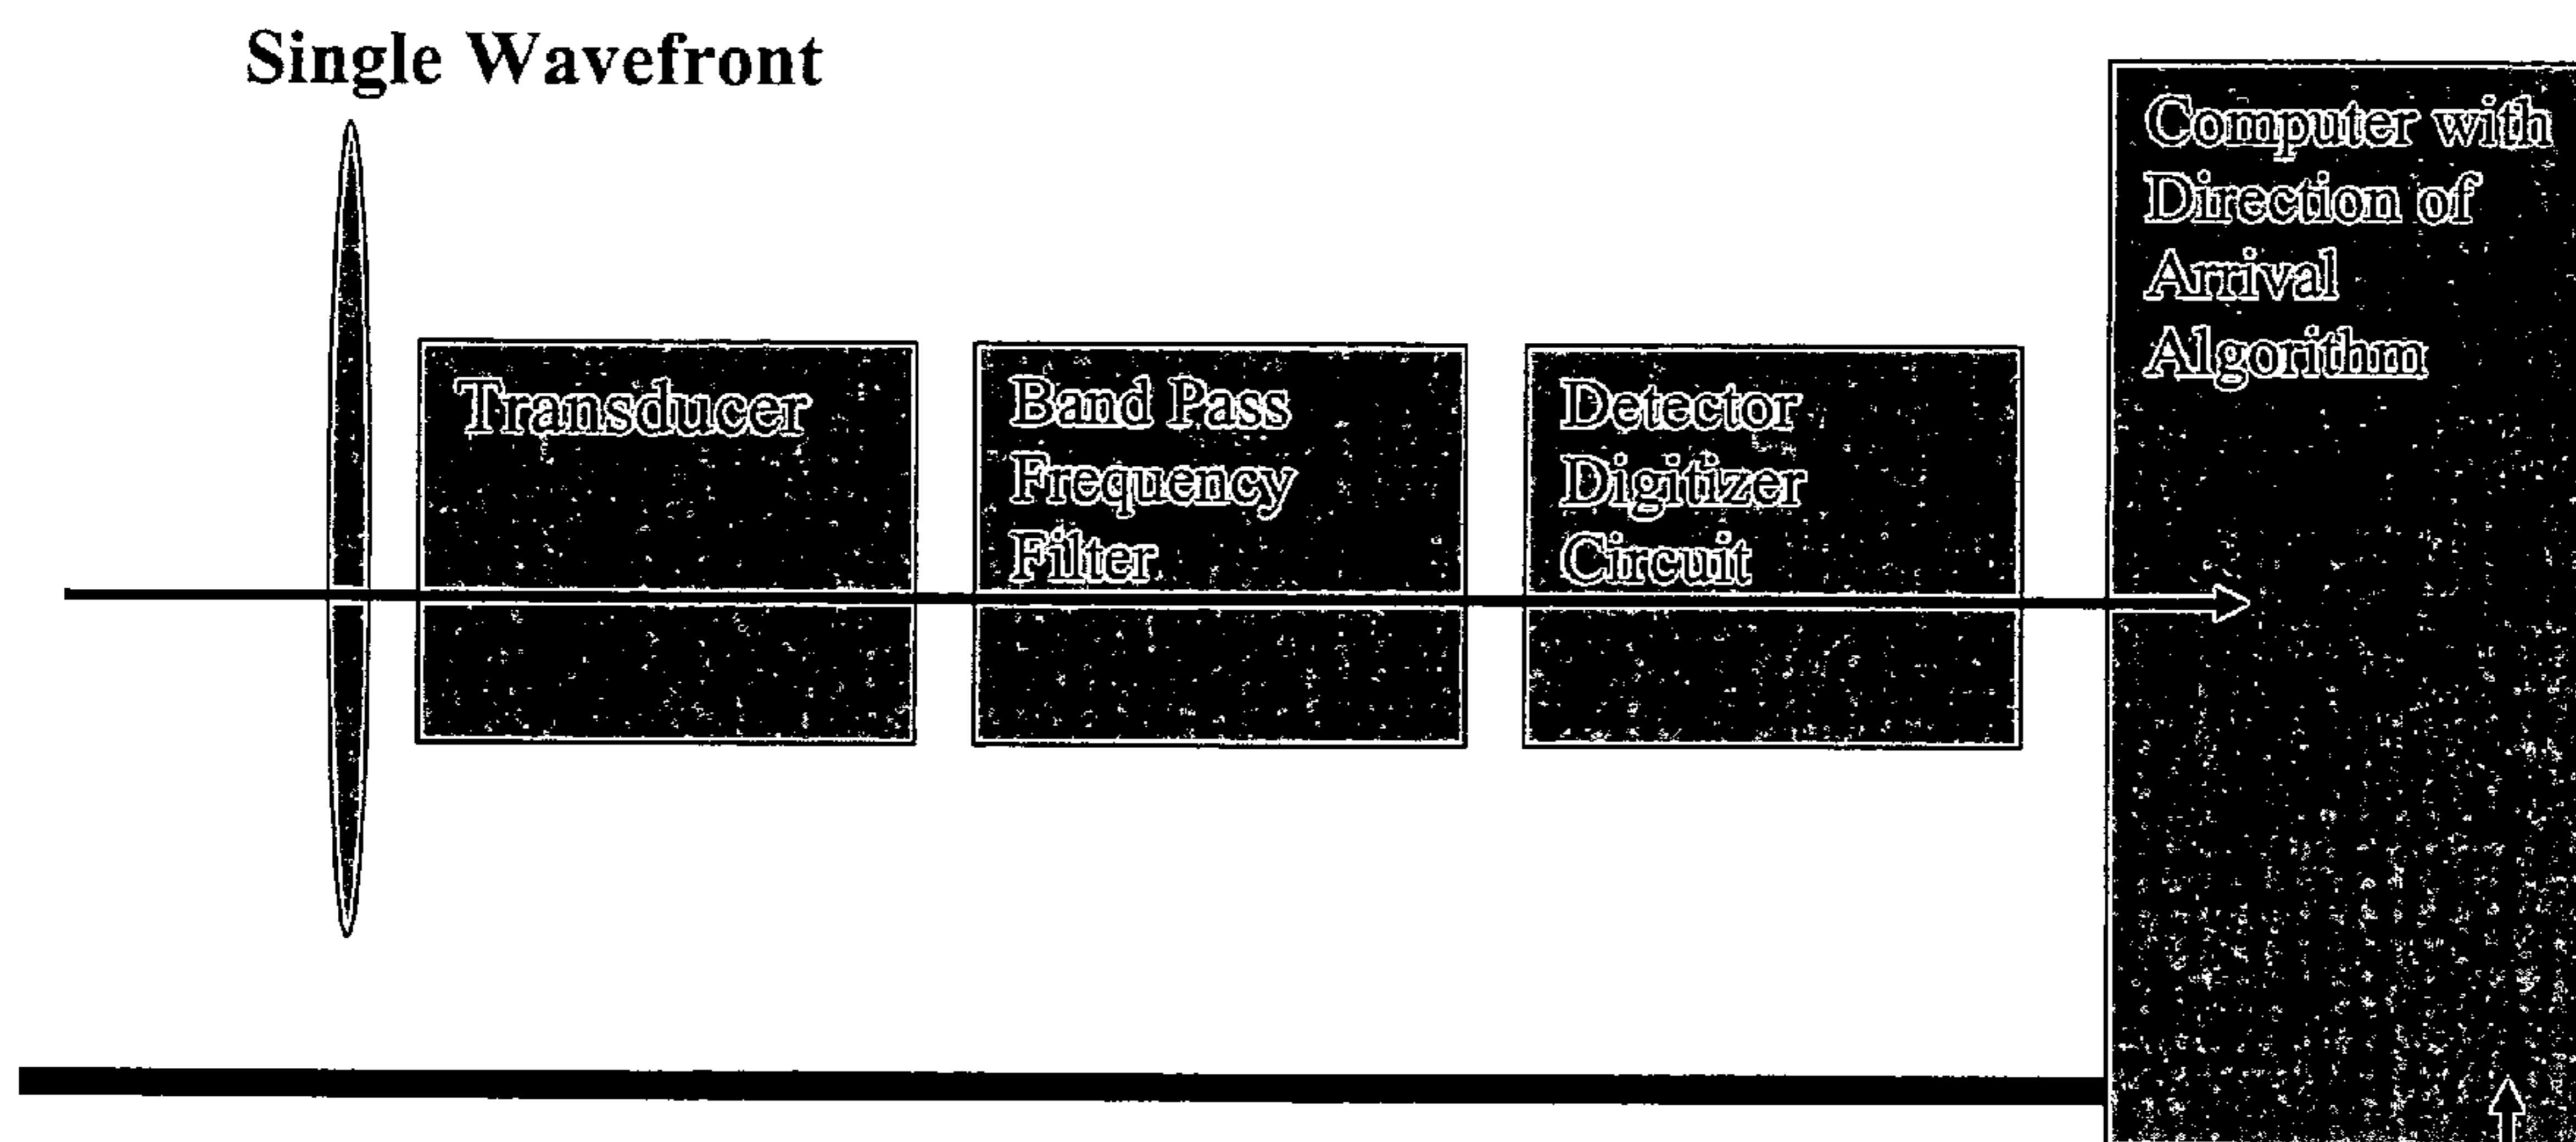 Single Wavefront
Transducer
Band Pass
Frequency
Filter
Detector
Digitizer
Circuit
Computer with
Direction of
Arrival
Algorithm